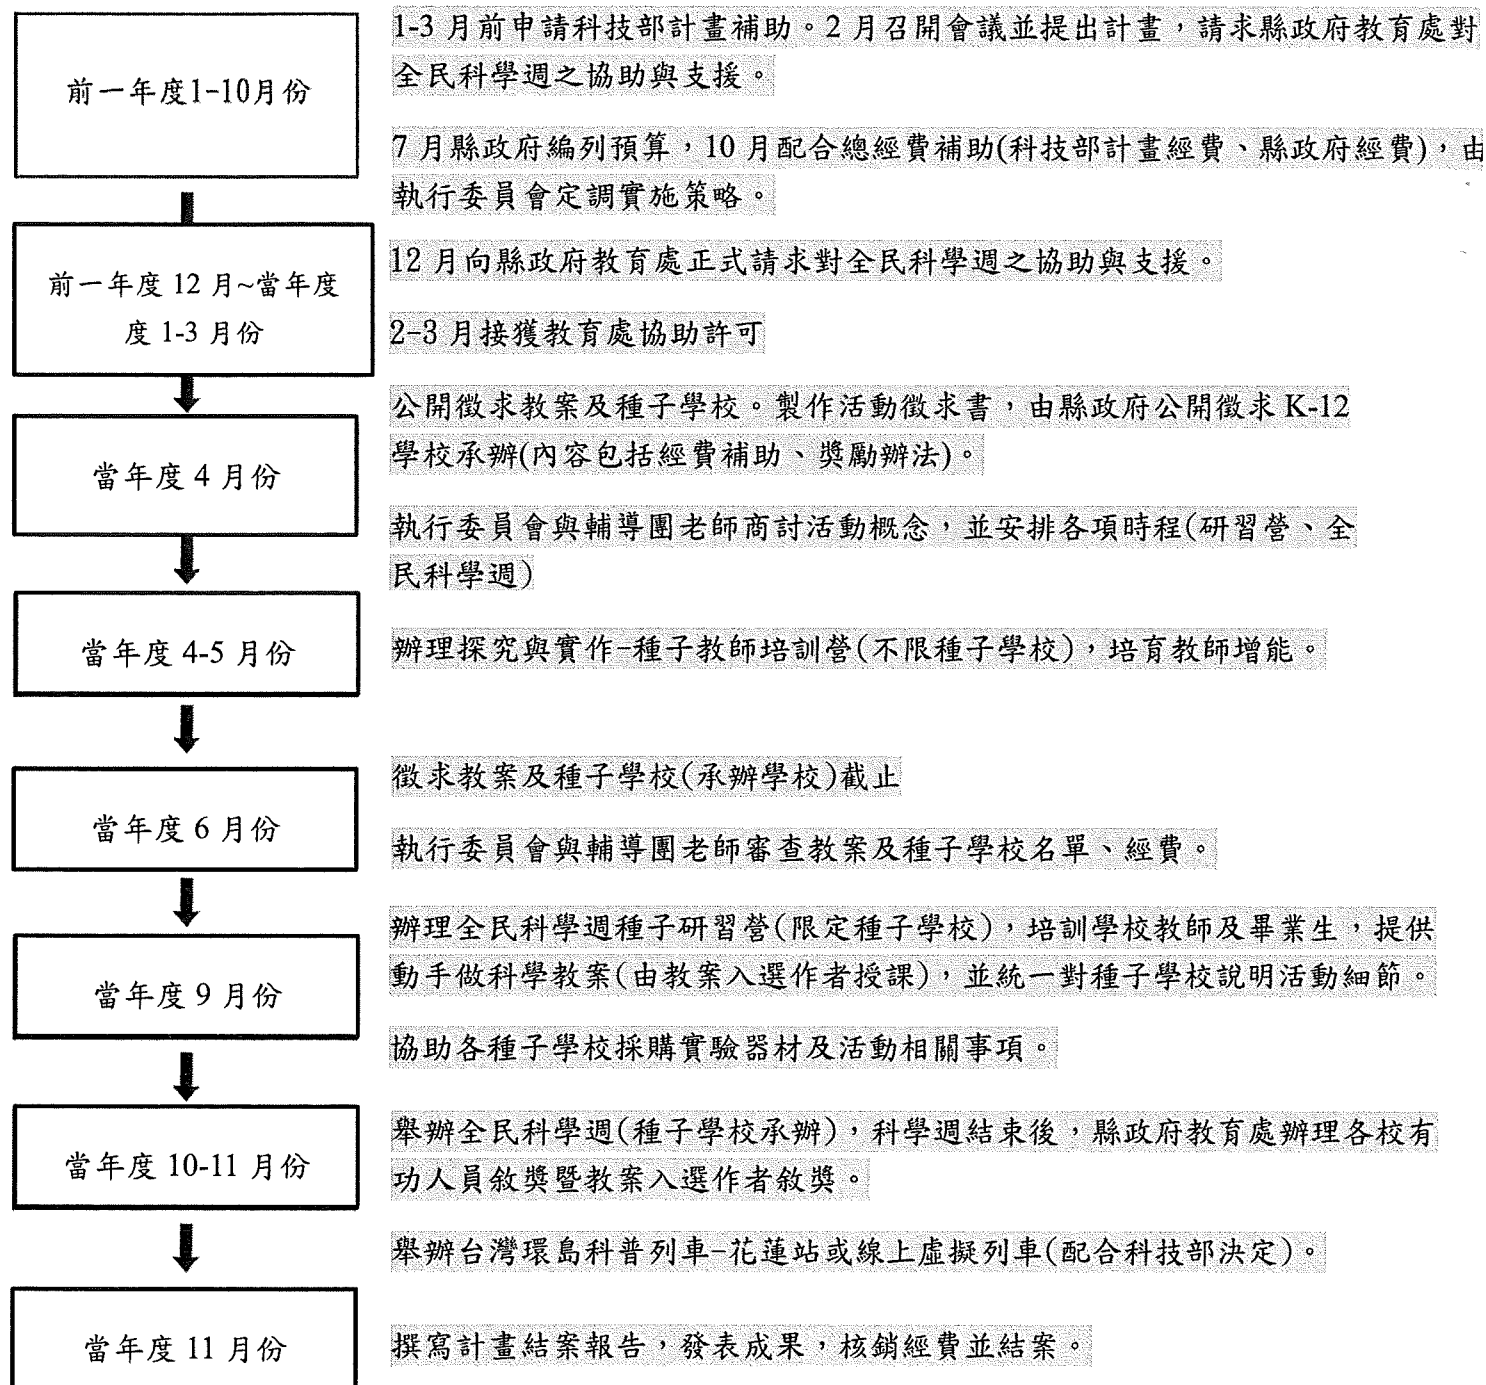 前一年度1-10月份
1-3 月前申請科技部計畫補助。2 月召開會議並提出計畫，請求縣政府教育處對
全民科學週之協助與支援。
7 月縣政府編列預算，10 月配合總經費補助(科技部計畫經費、縣政府經費)，由
執行委員會定調實施策略。
前一年度 12 月~當年度
度 1-3 月份
12 月向縣政府教育處正式請求對全民科學週之協助與支援。
2-3 月接獲教育處協助許可
當年度 4 月份
公開徵求教案及種子學校。製作活動徵求書，由縣政府公開徵求 K-12
學校承辦(內容包括經費補助、獎勵辦法)。
執行委員會與輔導團老師商討活動概念，並安排各項時程(研習營、全
民科學週)
當年度 4-5 月份
辦理探究與實作-種子教師培訓營(不限種子學校)，培育教師增能。
當年度 6 月份
徵求教案及種子學校(承辦學校)截止
執行委員會與輔導團老師審查教案及種子學校名單、經費。
當年度 9 月份
辦理全民科學週種子研習營(限定種子學校)，培訓學校教師及畢業生，提供
動手做科學教案(由教案入選作者授課)，並統一對種子學校說明活動細節。
協助各種子學校採購實驗器材及活動相關事項。
當年度 10-11 月份
舉辦全民科學週(種子學校承辦)，科學週結束後，縣政府教育處辦理各校有
功人員敘獎暨教案入選作者敘獎。
舉辦台灣環島科普列車-花蓮站或線上虛擬列車(配合科技部決定)。
當年度 11 月份
撰寫計畫結案報告，發表成果，核銷經費並結案。